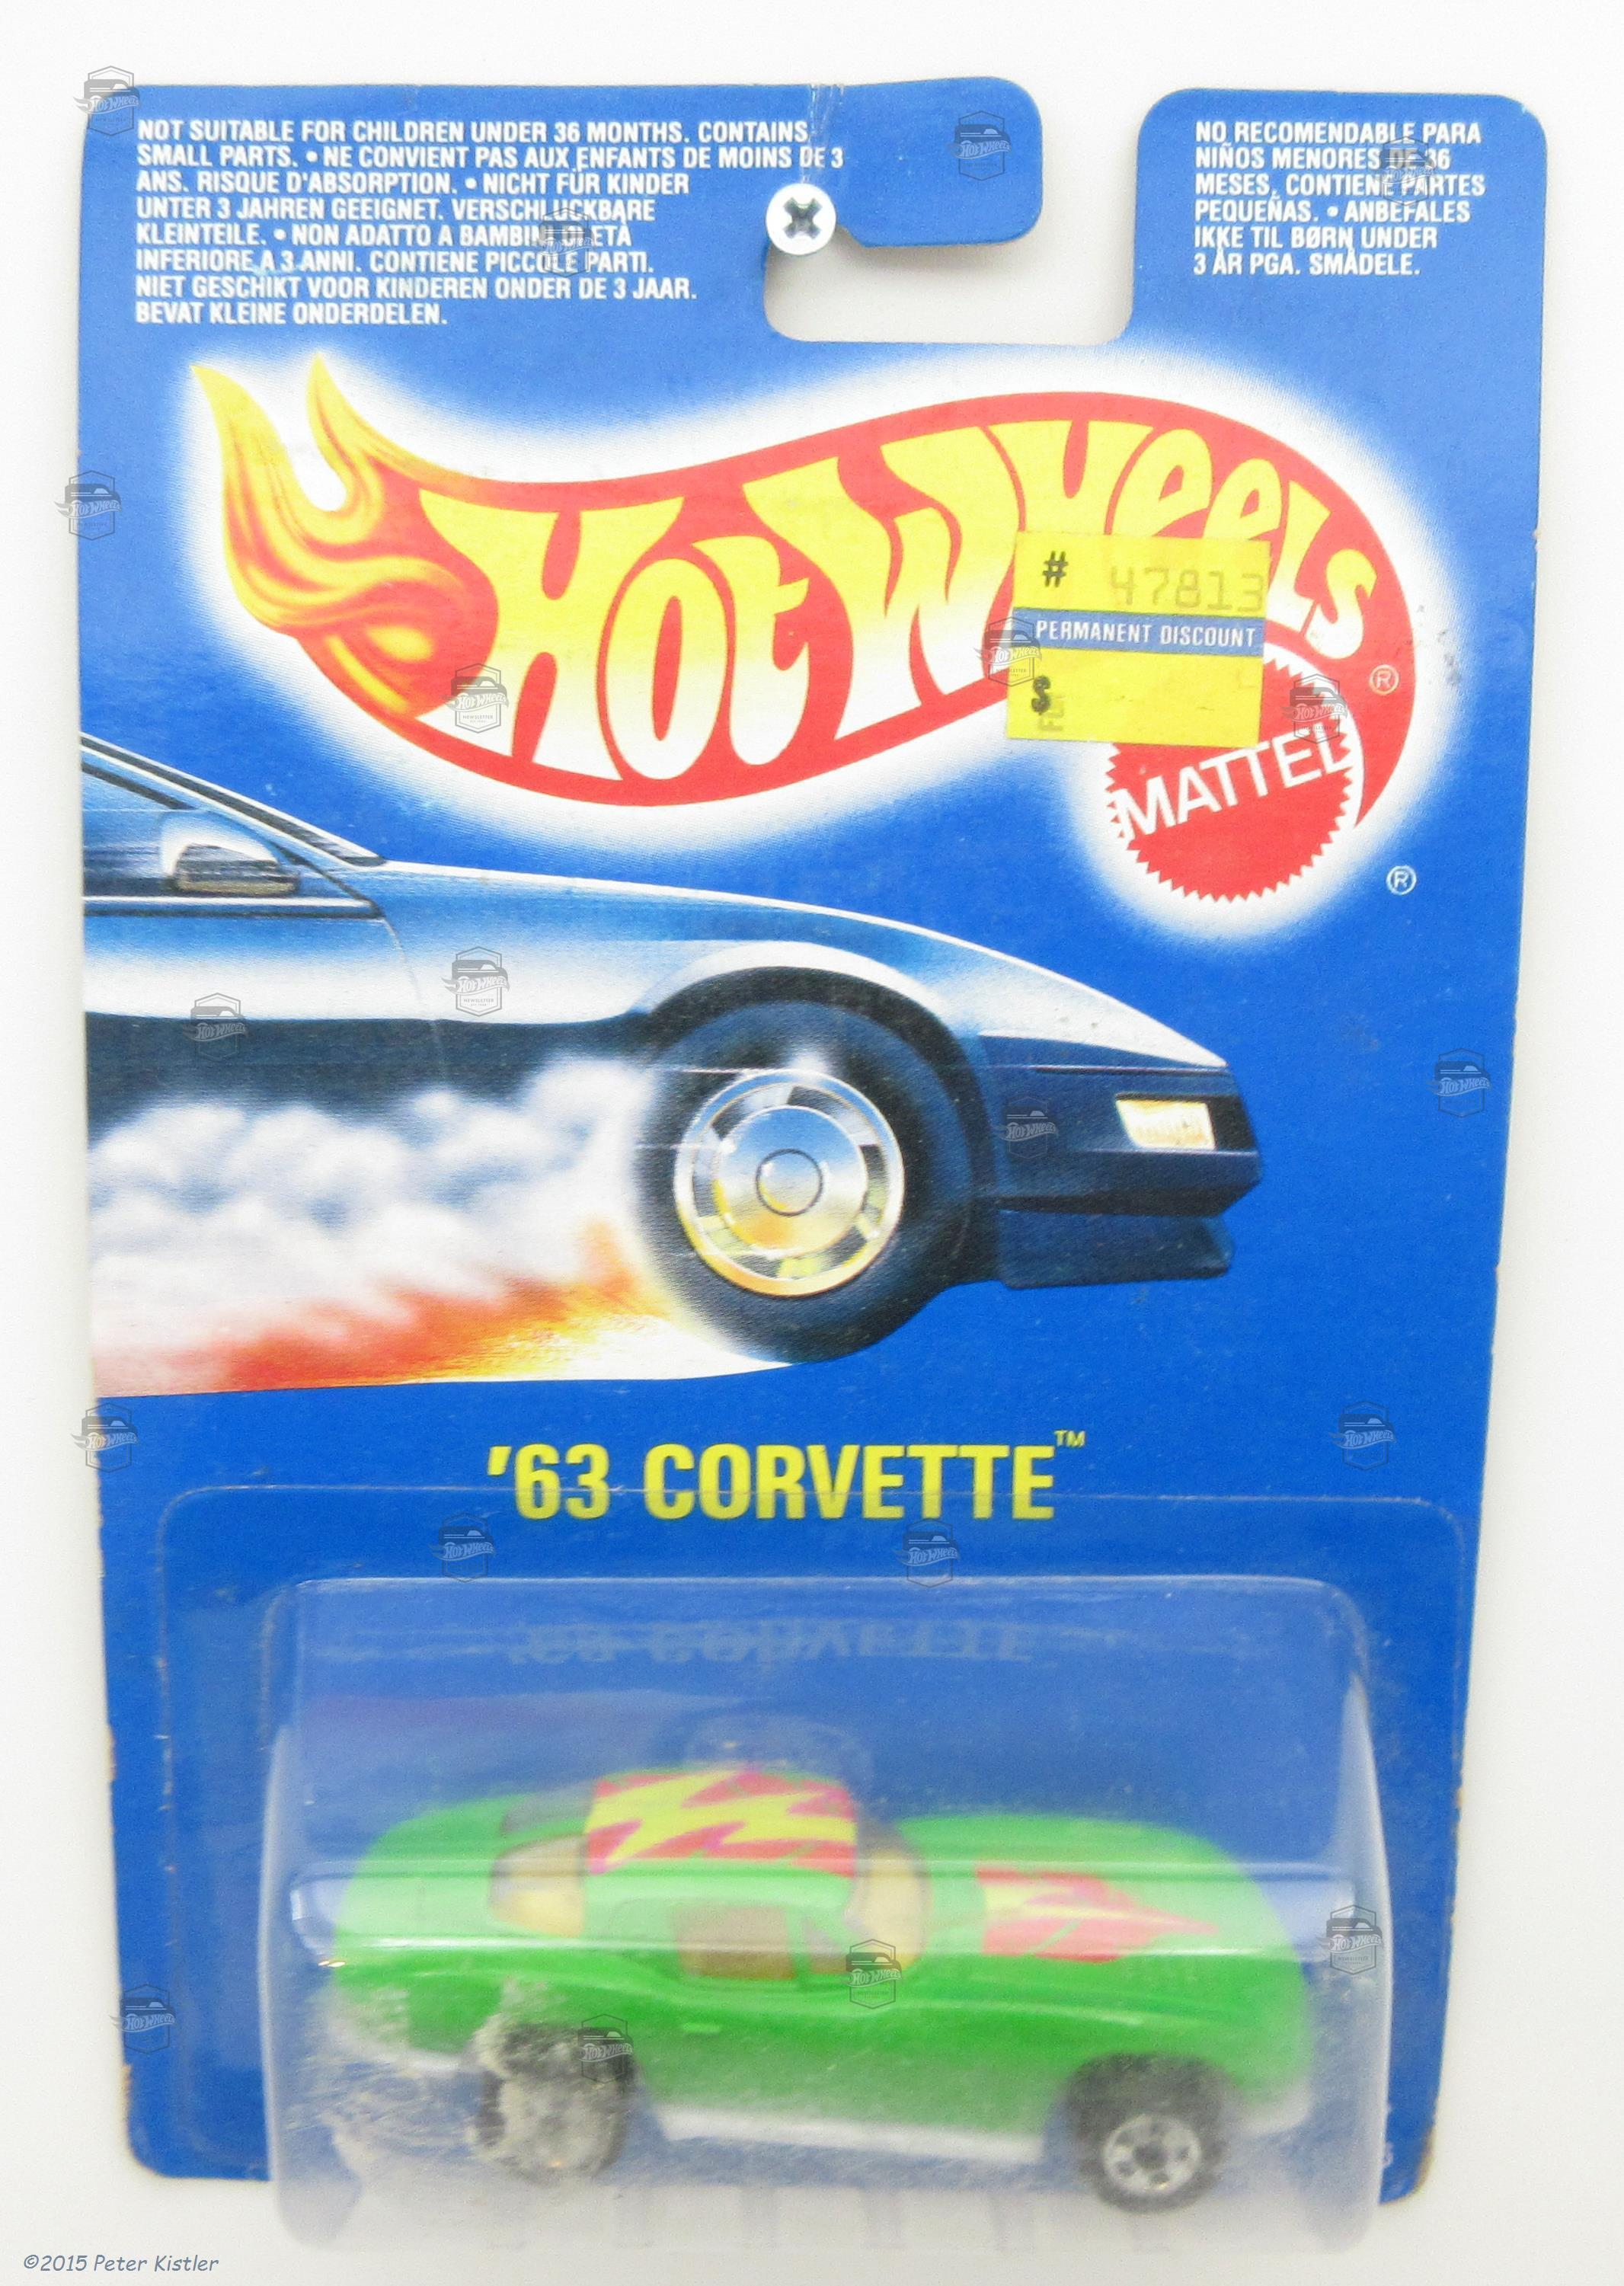 NOT SUITABLE FOR CHILDREN UNDER 36 MONTHS. CONTAINS
SMALL PARTS. • NE CONVIENT PAS AUX ENFANTS DE MOINS DE 3
ANS. RISQUE D'ABSORPTION. • NICHT FÜR KINDER
UNTER 3 JAHREN GEEIGNET. VERSCHLUCKBARE
KLEINTEILE. • NON ADATTO A BAMBINI DI ETÀ
INFERIORE A 3 ANNI. CONTIENE PICCOLE PARTI.
NIET GESCHIKT VOOR KINDEREN ONDER DE 3 JAAR.
BEVAT KLEINE ONDERDELEN.
NO RECOMENDABLE PARA
NIÑOS MENORES DE 36
MESES. CONTIENE PARTES
PEQUEÑAS. • ANBEFALES
IKKE TIL BØRN UNDER
3 ÅR PGA. SMÅDELE.
Hot Wheels
®
# 47813
PERMANENT DISCOUNT
$
MATTEL
®
'63 CORVETTE™
©2015 Peter Kistler